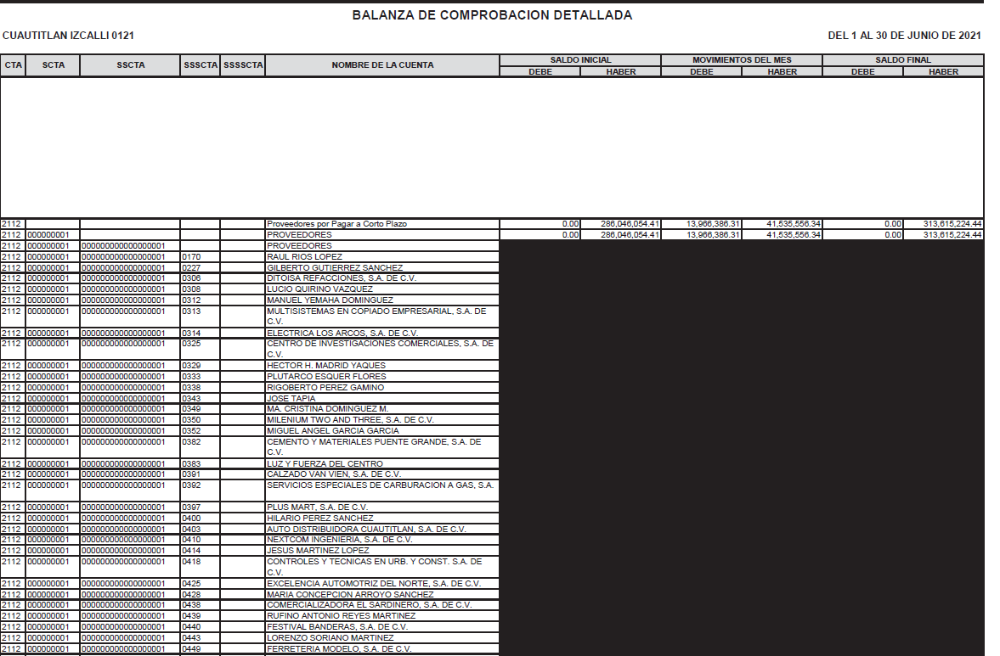 BALANZA DE COMPROBACION DETALLADA
CUAUTITLAN IZCALLI 0121 DEL 1 AL 30 DE JUNIO DE 2021
CTA SCTA SSCTA SSSCTA SSSSCTA NOMBRE DE LA CUENTA SALDO INICIAL MOVIMIENTOS DEL MES SALDO FINAL
DEBE HABER DEBE HABER DEBE HABER
2112 Proveedores por Pagar a Corto Plazo 0.00 286,046,054.41 13,966,386.31 41,535,556.34 0.00 313,615,224.44
2112 000000001 PROVEEDORES 0.00 286,046,054.41 13,966,386.31 41,535,556.34 0.00 313,615,224.44
2112 000000001 000000000000000001 PROVEEDORES
2112 000000001 000000000000000001 0170 RAUL RIOS LOPEZ
2112 000000001 000000000000000001 0227 GILBERTO GUTIERREZ SANCHEZ
2112 000000001 000000000000000001 0306 DITOISA REFACCIONES, S.A. DE C.V.
2112 000000001 000000000000000001 0308 LUCIO QUIRINO VAZQUEZ
2112 000000001 000000000000000001 0312 MANUEL YEMAHA DOMINGUEZ
2112 000000001 000000000000000001 0313 MULTISISTEMAS EN COPIADO EMPRESARIAL, S.A. DE
C.V.
2112 000000001 000000000000000001 0314 ELECTRICA LOS ARCOS, S.A. DE C.V.
2112 000000001 000000000000000001 0325 CENTRO DE INVESTIGACIONES COMERCIALES, S.A. DE
C.V.
2112 000000001 000000000000000001 0329 HECTOR H. MADRID YAQUES
2112 000000001 000000000000000001 0333 PLUTARCO ESQUER FLORES
2112 000000001 000000000000000001 0338 RIGOBERTO PEREZ GAMINO
2112 000000001 000000000000000001 0343 JOSE TAPIA
2112 000000001 000000000000000001 0349 MA. CRISTINA DOMINGUEZ M.
2112 000000001 000000000000000001 0350 MILENIUM TWO AND THREE, S.A. DE C.V.
2112 000000001 000000000000000001 0352 MIGUEL ANGEL GARCIA GARCIA
2112 000000001 000000000000000001 0382 CEMENTO Y MATERIALES PUENTE GRANDE, S.A. DE
C.V.
2112 000000001 000000000000000001 0383 LUZ Y FUERZA DEL CENTRO
2112 000000001 000000000000000001 0391 CALZADO VAN VIEN, S.A. DE C.V.
2112 000000001 000000000000000001 0392 SERVICIOS ESPECIALES DE CARBURACION A GAS, S.A.
2112 000000001 000000000000000001 0397 PLUS MART, S.A. DE C.V.
2112 000000001 000000000000000001 0400 HILARIO PEREZ SANCHEZ
2112 000000001 000000000000000001 0403 AUTO DISTRIBUIDORA CUAUTITLAN, S.A. DE C.V.
2112 000000001 000000000000000001 0410 NEXTCOM INGENIERIA, S.A. DE C.V.
2112 000000001 000000000000000001 0414 JESUS MARTINEZ LOPEZ
2112 000000001 000000000000000001 0418 CONTROLES Y TECNICAS EN URB. Y CONST. S.A. DE
C.V.
2112 000000001 000000000000000001 0425 EXCELENCIA AUTOMOTRIZ DEL NORTE, S.A. DE C.V.
2112 000000001 000000000000000001 0428 MARIA CONCEPCION ARROYO SANCHEZ
2112 000000001 000000000000000001 0438 COMERCIALIZADORA EL SARDINERO, S.A. DE C.V.
2112 000000001 000000000000000001 0439 RUFINO ANTONIO REYES MARTINEZ
2112 000000001 000000000000000001 0440 FESTIVAL BANDERAS, S.A. DE C.V.
2112 000000001 000000000000000001 0443 LORENZO SORIANO MARTINEZ
2112 000000001 000000000000000001 0449 FERRETERIA MODELO, S.A. DE C.V.